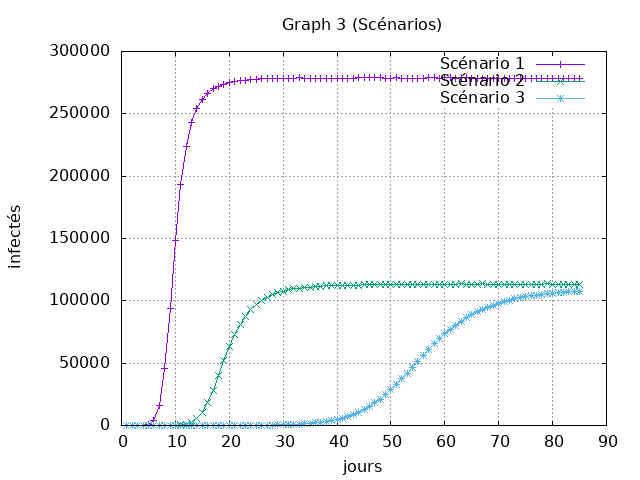 Graph 3 (Scénarios)
300000
250000
200000
150000
100000
50000
0
infectés
Scénario 1
Scénario 2
Scénario 3
0 10 20 30 40 50 60 70 80 90
jours